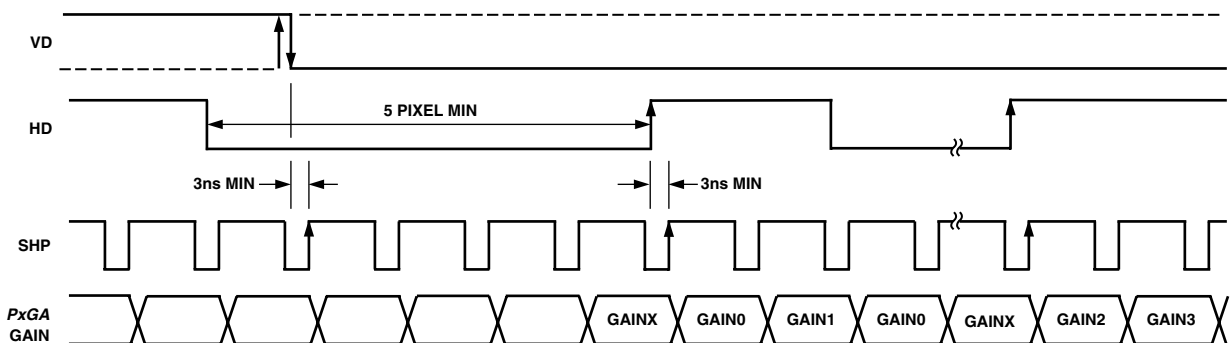 VD
HD
5 PIXEL MIN
3ns MIN
3ns MIN
SHP
PxGA
GAIN
GAINX GAIN0 GAIN1 GAIN0 GAINX GAIN2 GAIN3